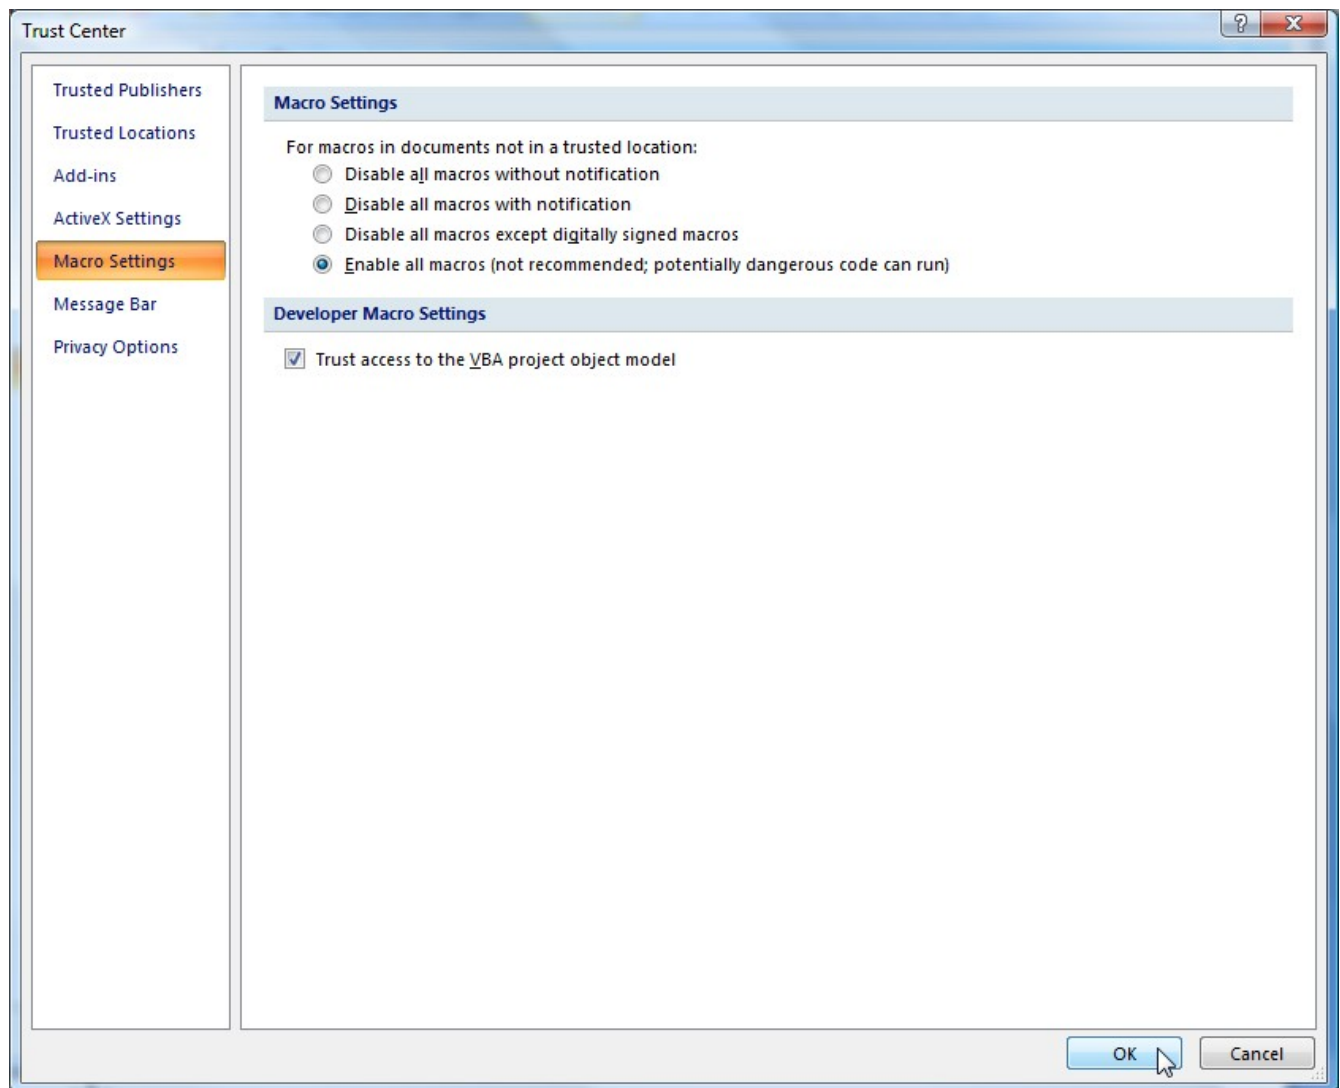 Trust Center
Trusted Publishers
Trusted Locations
Add-ins
ActiveX Settings
Macro Settings
Message Bar
Privacy Options
Macro Settings
For macros in documents not in a trusted location:
Disable all macros without notification
Disable all macros with notification
Disable all macros except digitally signed macros
Enable all macros (not recommended; potentially dangerous code can run)
Developer Macro Settings
Trust access to the VBA project object model
OK
Cancel